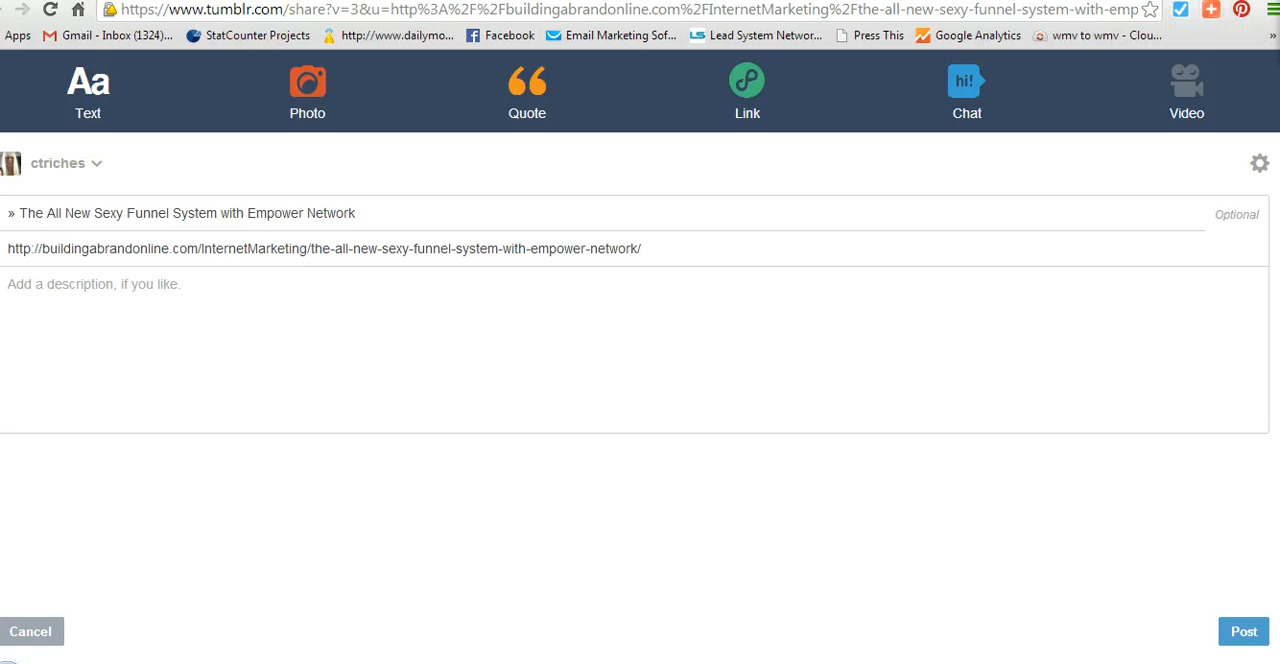 https://www.tumblr.com/share?v=3&u=http%3A%2F%2Fbuildingabrandonline.com%2FInternetMarketing%2Fthe-all-new-sexy-funnel-system-with-emp
Apps Gmail - Inbox (1324)... StatCounter Projects http://www.dailymo... Facebook Email Marketing Sof... Lead System Networ... Press This Google Analytics wmv to wmv - Clou... »
Aa hi!
Text Photo Quote Link Chat Video
ctriches
» The All New Sexy Funnel System with Empower Network Optional
http://buildingabrandonline.com/InternetMarketing/the-all-new-sexy-funnel-system-with-empower-network/
Add a description, if you like.
Cancel Post